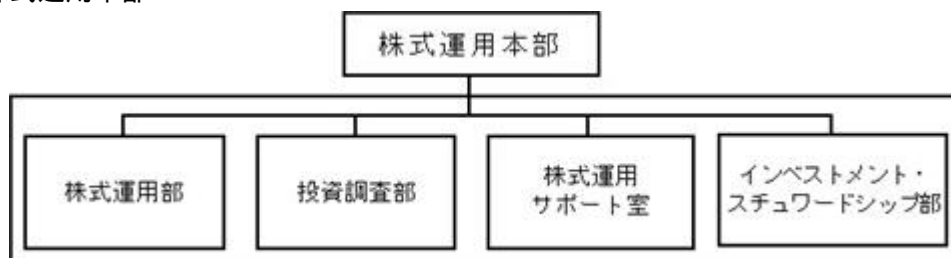 株式運用本部
株式運用部
投資調査部
株式運用
サポート室
インベストメント・
スチュワードシップ部